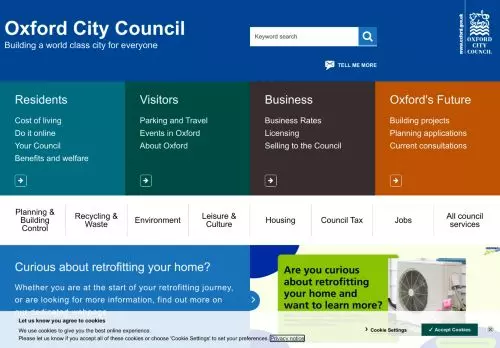 Oxford City Council
Building a world class city for everyone
Keyword search
TELL ME MORE
www.oxford.gov.uk
OXFORD
CITY
COUNCIL
Residents
Cost of living
Do it online
Your Council
Benefits and welfare
Visitors
Parking and Travel
Events in Oxford
About Oxford
Business
Business Rates
Licensing
Selling to the Council
Oxford's Future
Building projects
Planning applications
Current consultations
Planning &
Building
Control
Recycling &
Waste
Environment
Leisure &
Culture
Housing
Council Tax
Jobs
All council
services
Curious about retrofitting your home?
Whether you are at the start of your retrofitting journey,
or are looking for more information, find out more on
our dedicated webpage
Are you curious
about retrofitting
your home and
want to learn more?
Let us know you agree to cookies
We use cookies to give you the best online experience.
Please let us know if you accept all of these cookies or choose 'Cookie Settings' to set your preferences. Privacy notice
Cookie Settings
✓ Accept Cookies